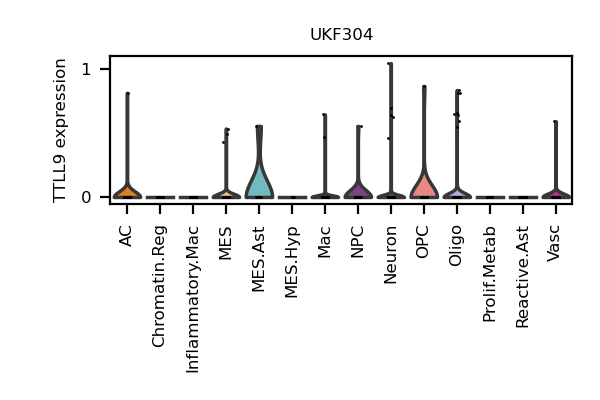 UKF304
TTLL9 expression
1
0
AC
Chromatin.Reg
Inflammatory.Mac
MES
MES.Ast
MES.Hyp
Mac
NPC
Neuron
OPC
Oligo
Prolif.Metab
Reactive.Ast
Vasc